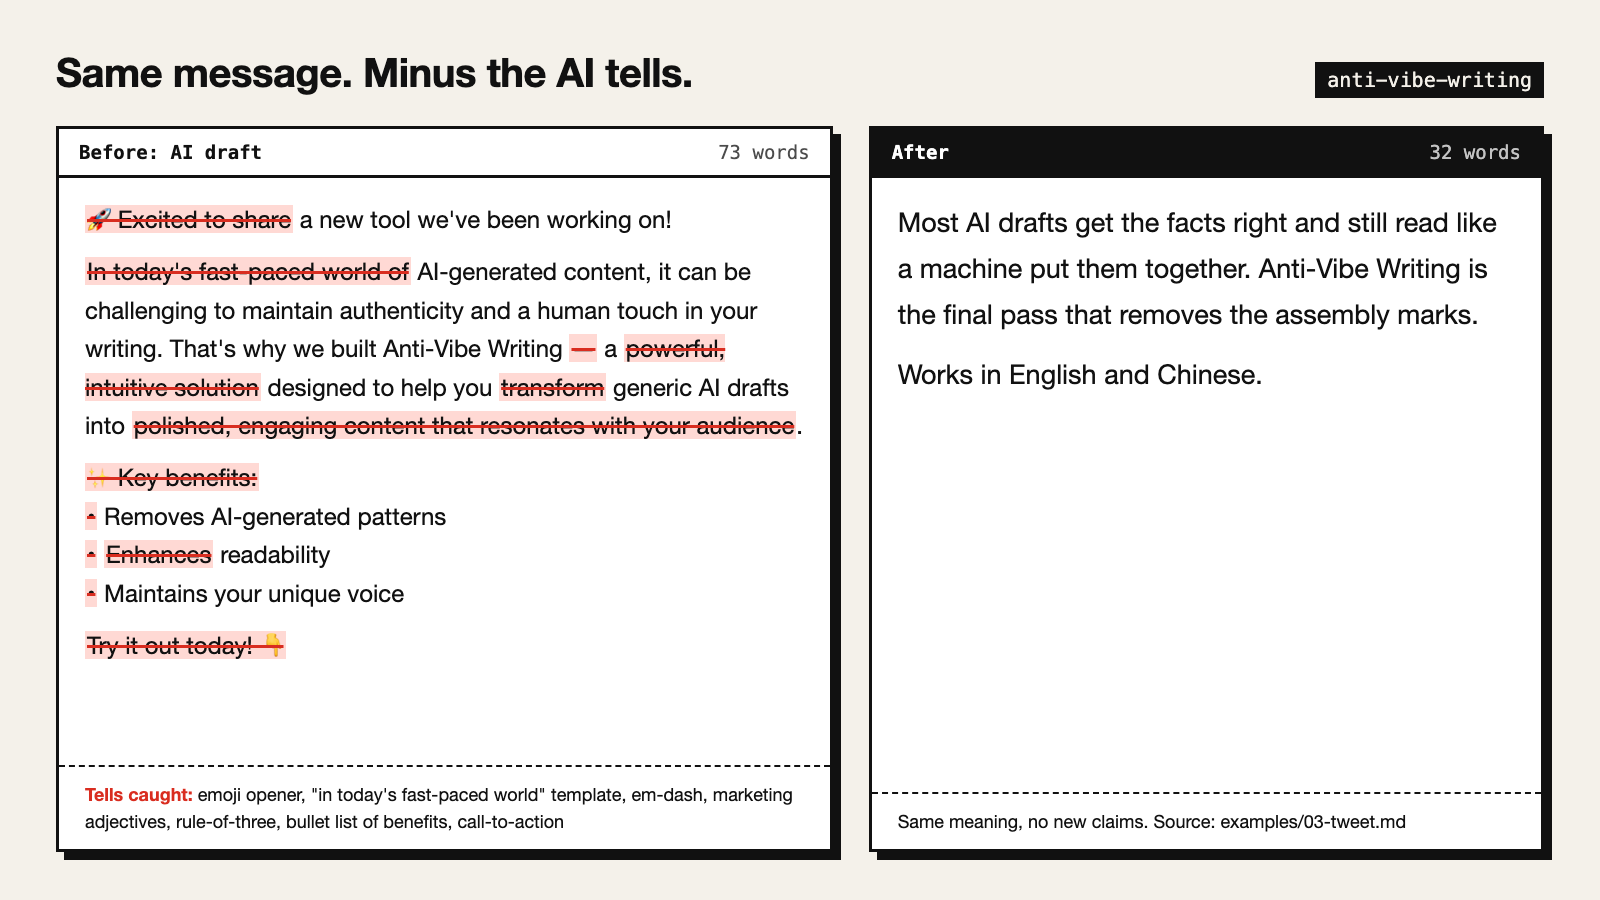 Same message. Minus the AI tells.
anti-vibe-writing
Before: AI draft
73 words
🚀 Excited to share a new tool we've been working on!
In today's fast-paced world of AI-generated content, it can be
challenging to maintain authenticity and a human touch in your
writing. That's why we built Anti-Vibe Writing — a powerful,
intuitive solution designed to help you transform generic AI drafts
into polished, engaging content that resonates with your audience.
✨ Key benefits:
• Removes AI-generated patterns
• Enhances readability
• Maintains your unique voice
Try it out today! 👇
Tells caught: emoji opener, "in today's fast-paced world" template, em-dash, marketing
adjectives, rule-of-three, bullet list of benefits, call-to-action
After
32 words
Most AI drafts get the facts right and still read like
a machine put them together. Anti-Vibe Writing is
the final pass that removes the assembly marks.
Works in English and Chinese.
Same meaning, no new claims. Source: examples/03-tweet.md